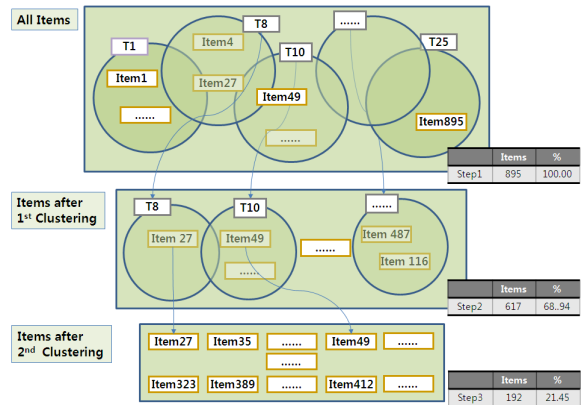 All Items
T8
......
T1
Item4
T10
T25
Item1
Item27
Item49
......
Item895
......
Items %
Step1 895 100.00
Items after
1st Clustering
T8
T10
......
Item 27
Item49
Item 487
......
......
Item 116
Items %
Step2 617 68..94
Items after
2nd Clustering
Item27 Item35 ...... Item49 ......
......
Item323 Item389 ...... Item412 ......
Items %
Step3 192 21.45